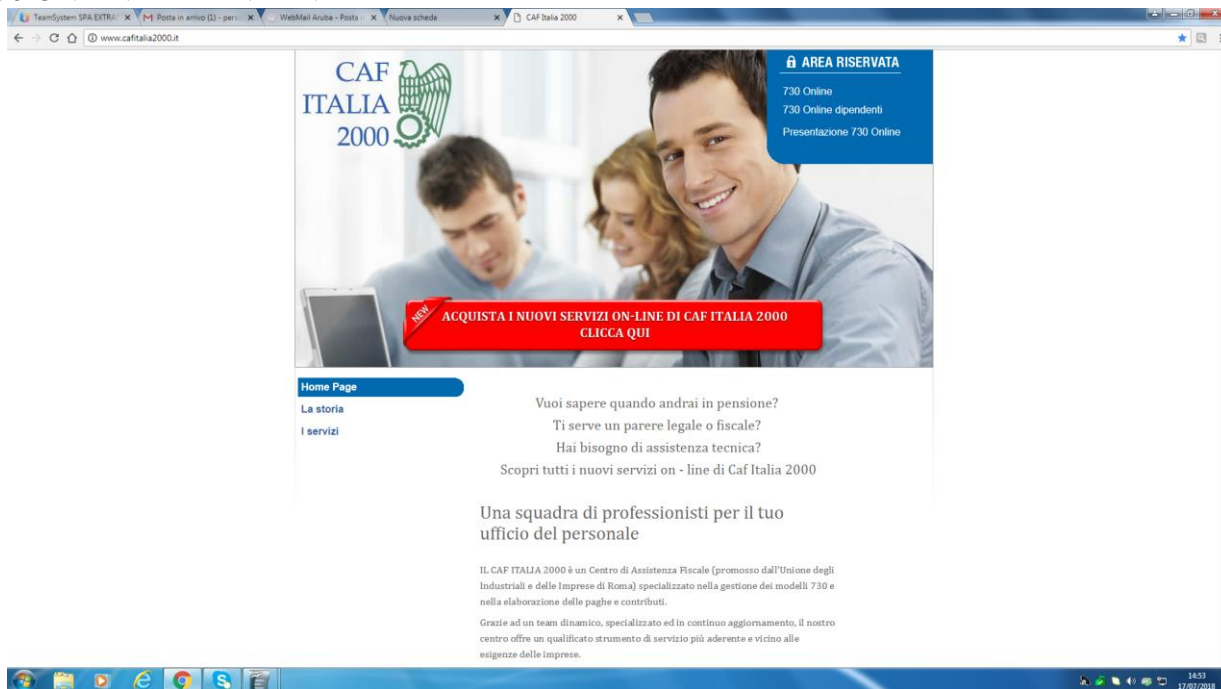 TeamSystem SPA EXTRA
Posta in arrivo (1) - pers
WebMail Aruba - Posta
Nuova scheda
CAF Italia 2000
www.cafitalia2000.it
CAF
ITALIA
2000
AREA RISERVATA
730 Online
730 Online dipendenti
Presentazione 730 Online
NEW
ACQUISTA I NUOVI SERVIZI ON-LINE DI CAF ITALIA 2000
CLICCA QUI
Home Page
La storia
I servizi
Vuoi sapere quando andrai in pensione?
Ti serve un parere legale o fiscale?
Hai bisogno di assistenza tecnica?
Scopri tutti i nuovi servizi on - line di Caf Italia 2000
Una squadra di professionisti per il tuo
ufficio del personale
IL CAF ITALIA 2000 è un Centro di Assistenza Fiscale (promosso dall'Unione degli
Industriali e delle Imprese di Roma) specializzato nella gestione dei modelli 730 e
nella elaborazione delle paghe e contributi.
Grazie ad un team dinamico, specializzato ed in continuo aggiornamento, il nostro
centro offre un qualificato strumento di servizio più aderente e vicino alle
esigenze delle imprese.
14:53
17/07/2018